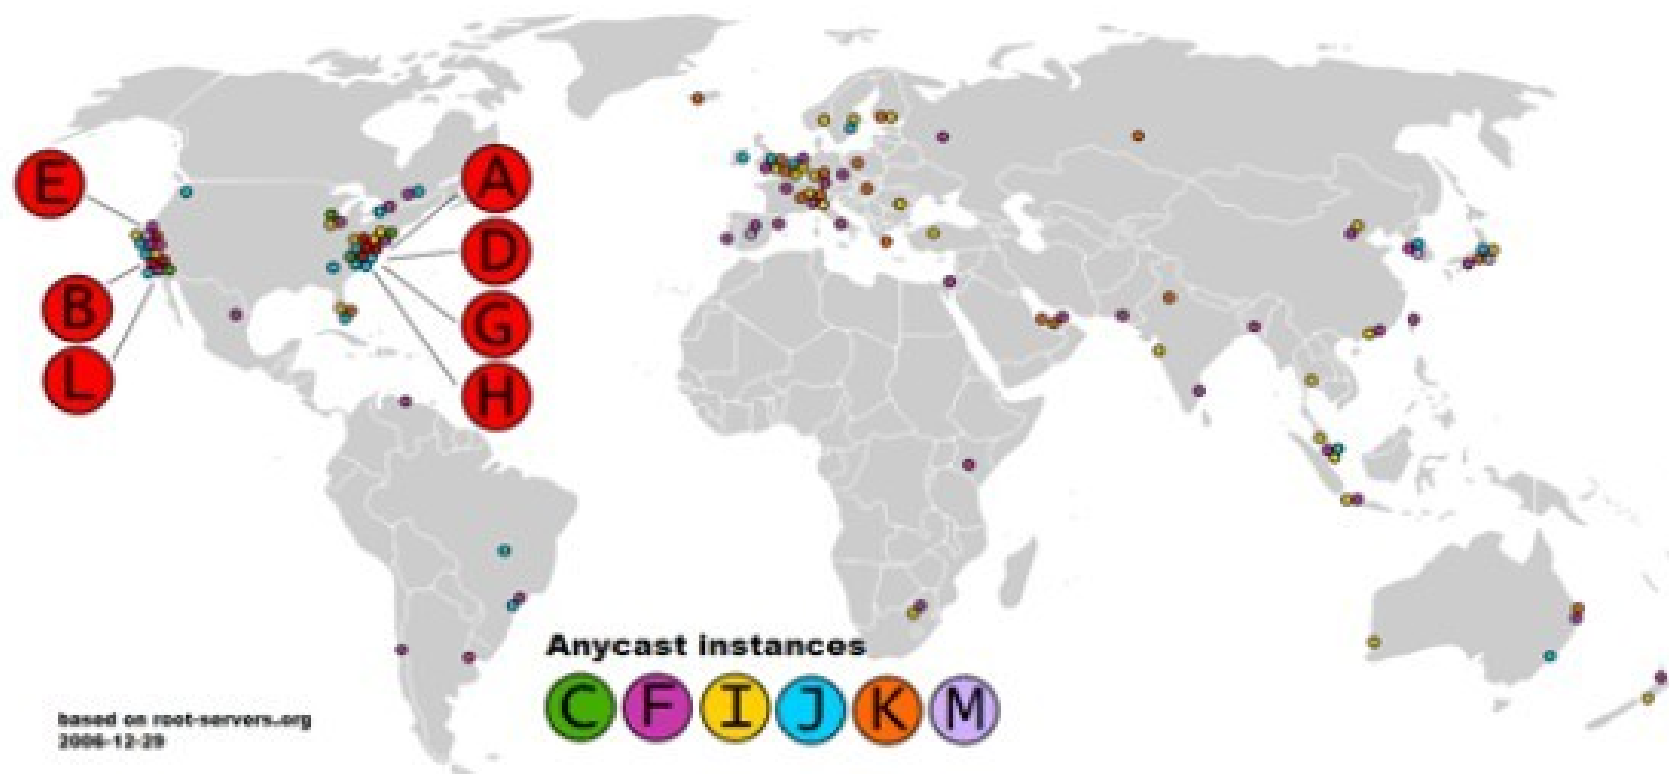 E
B
L
A
D
G
H
Anycast instances
C F I J K M
based on root-servers.org
2006-12-29